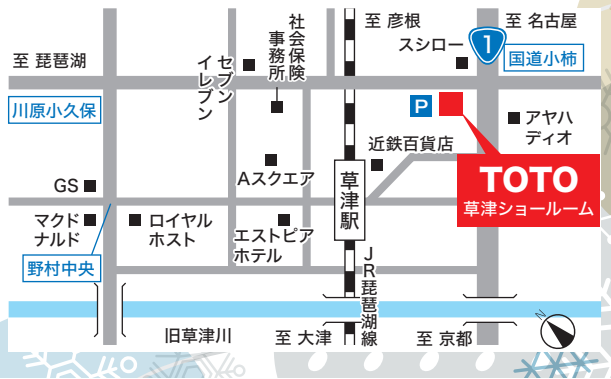 至 彦根
至 名古屋
社会保険
事務所
スシロー
1
国道小柿
至 琵琶湖
セブン
イレブン
川原小久保
P
アヤハ
ディオ
近鉄百貨店
TOTO
草津ショールーム
Aスクエア
草津駅
GS
マクド
ナルド
ロイヤル
ホスト
エストピア
ホテル
野村中央
JR琵琶湖線
旧草津川
至 大津
至 京都
N